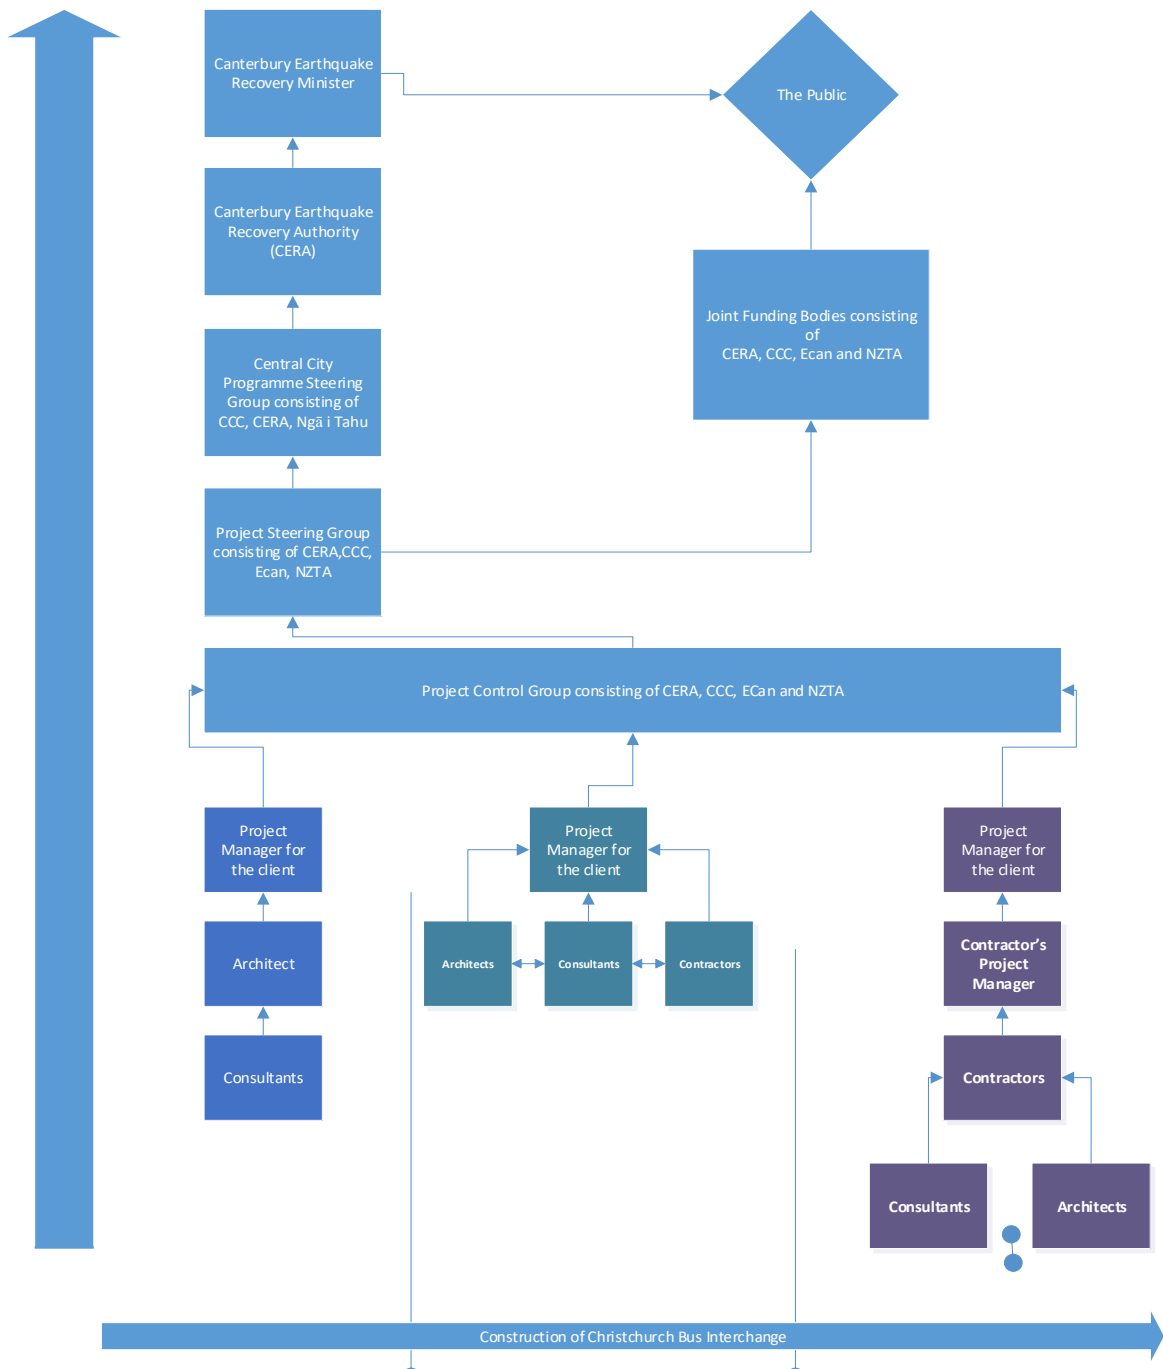 Canterbury Earthquake
Recovery Minister
The Public
Canterbury Earthquake
Recovery Authority
(CERA)
Joint Funding Bodies consisting
of
CERA, CCC, Ecan and NZTA
Central City
Programme Steering
Group consisting of
CCC, CERA, Ngā i Tahu
Project Steering Group
consisting of CERA,CCC,
Ecan, NZTA
Project Control Group consisting of CERA, CCC, ECan and NZTA
Project
Manager for
the client
Project
Manager for
the client
Project
Manager for
the client
Architect
Architects
Consultants
Contractors
Contractor's
Project
Manager
Consultants
Contractors
Consultants
Architects
Construction of Christchurch Bus Interchange